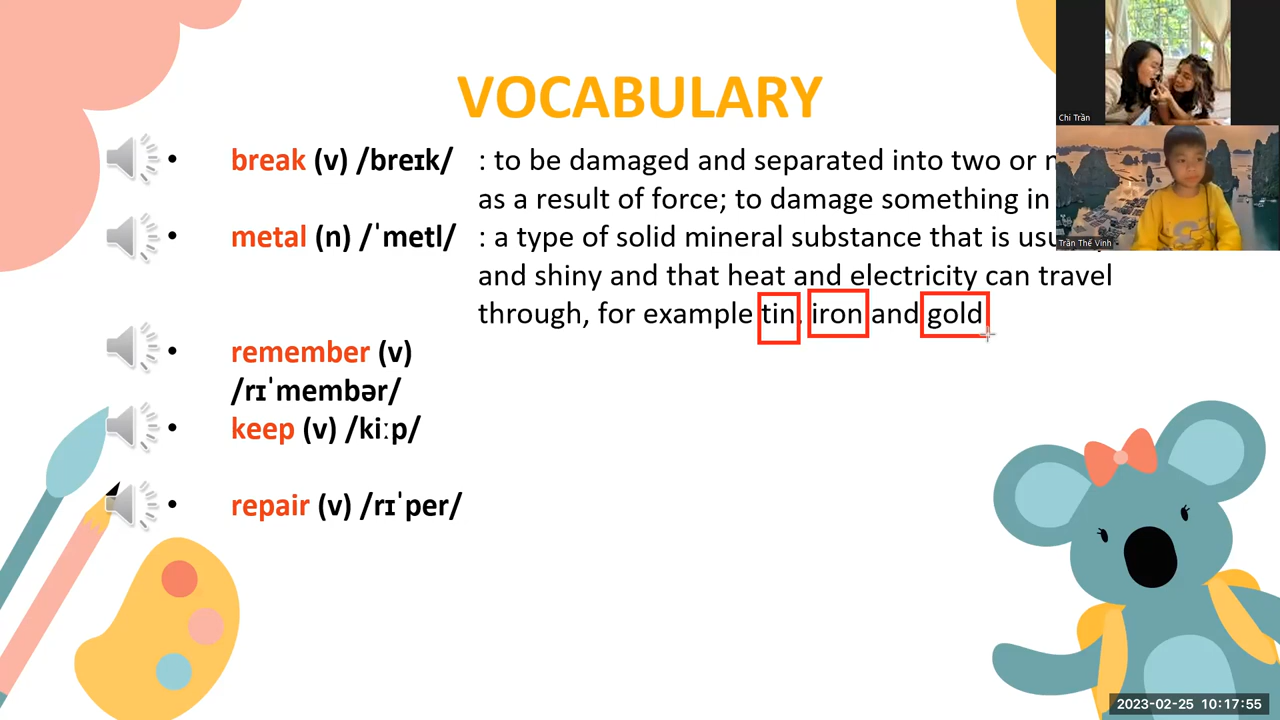 VOCABULARY
Chi Trần
• break (v) /breɪk/ : to be damaged and separated into two or
as a result of force; to damage something in
• metal (n) /ˈmetl/ : a type of solid mineral substance that is
and shiny and that heat and electricity can travel
through, for example tin, iron and gold
Trần Thế Vinh
• remember (v)
/rɪˈmembər/
• keep (v) /kiːp/
• repair (v) /rɪˈper/
2023-02-25 10:17:55